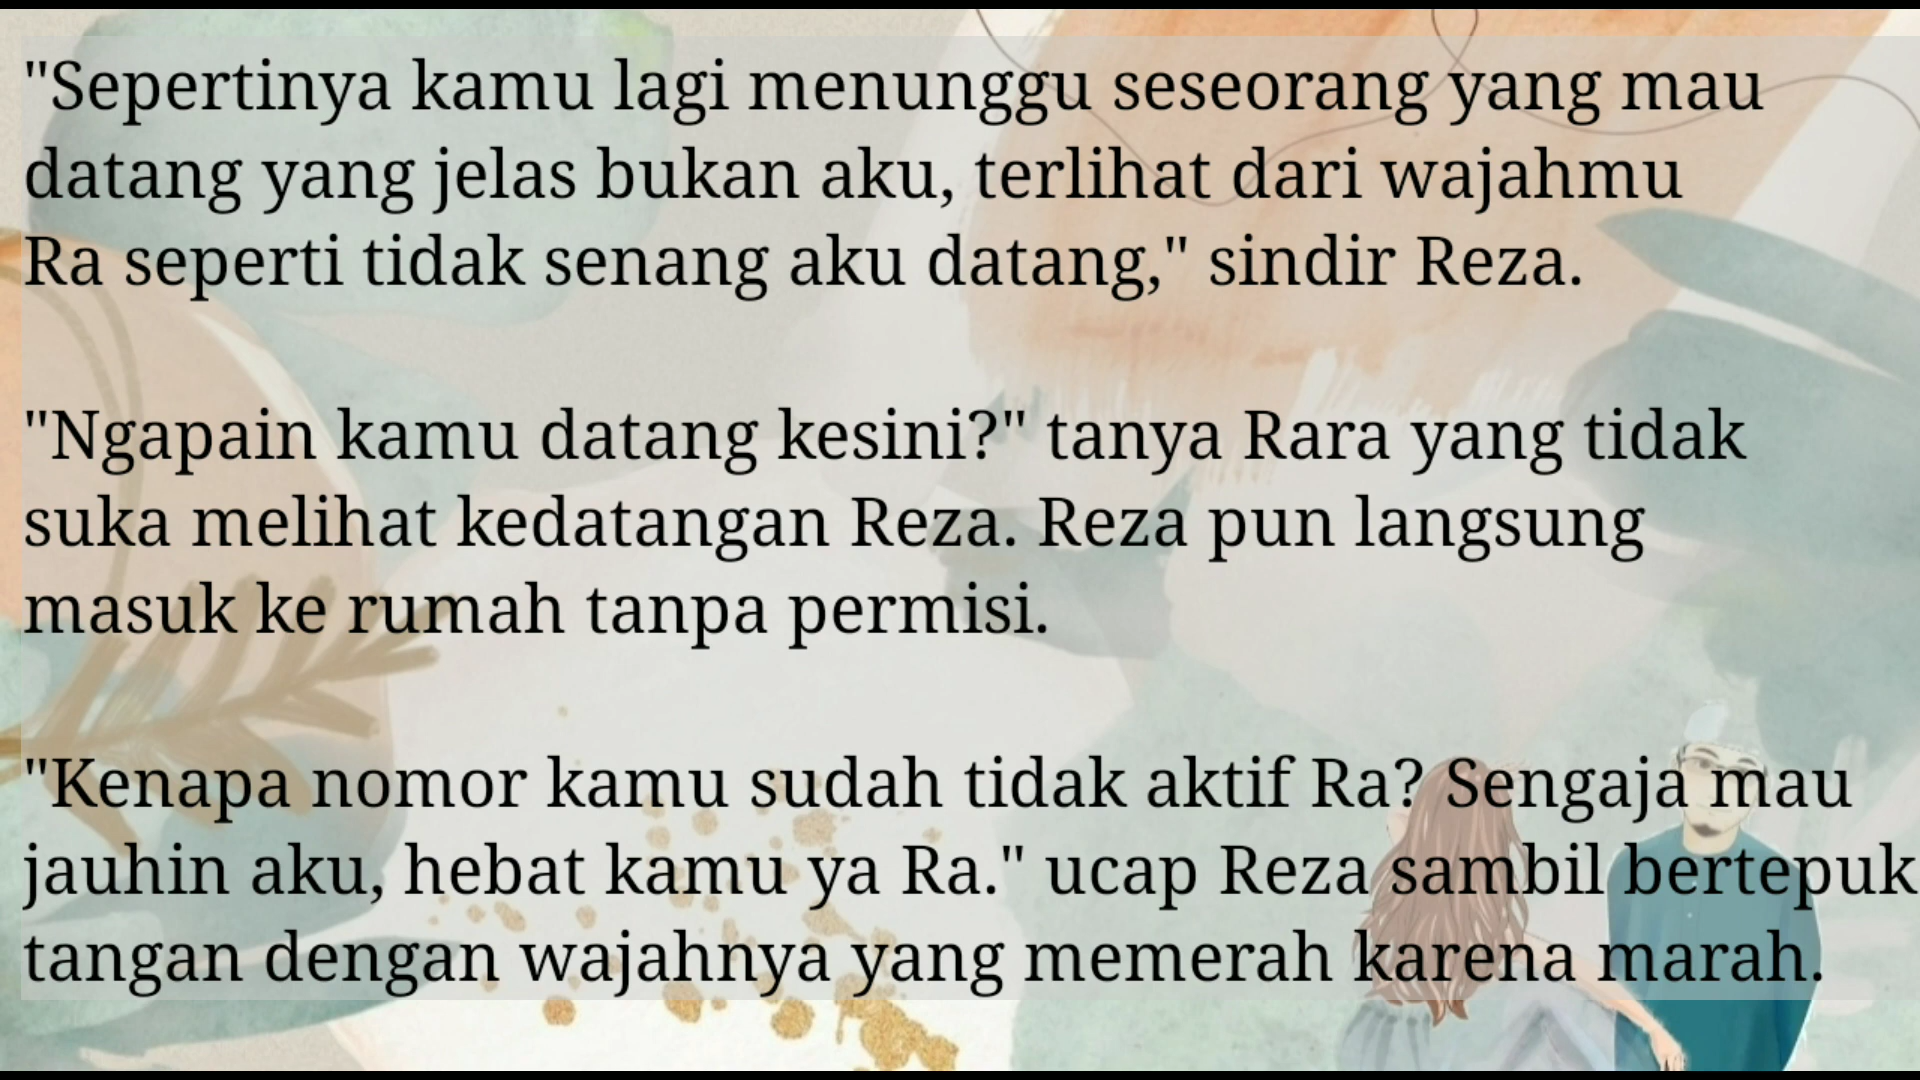 "Sepertinya kamu lagi menunggu seseorang yang mau
datang yang jelas bukan aku, terlihat dari wajahmu
Ra seperti tidak senang aku datang," sindir Reza.
"Ngapain kamu datang kesini?" tanya Rara yang tidak
suka melihat kedatangan Reza. Reza pun langsung
masuk ke rumah tanpa permisi.
"Kenapa nomor kamu sudah tidak aktif Ra? Sengaja mau
jauhin aku, hebat kamu ya Ra." ucap Reza sambil bertepuk
tangan dengan wajahnya yang memerah karena marah.